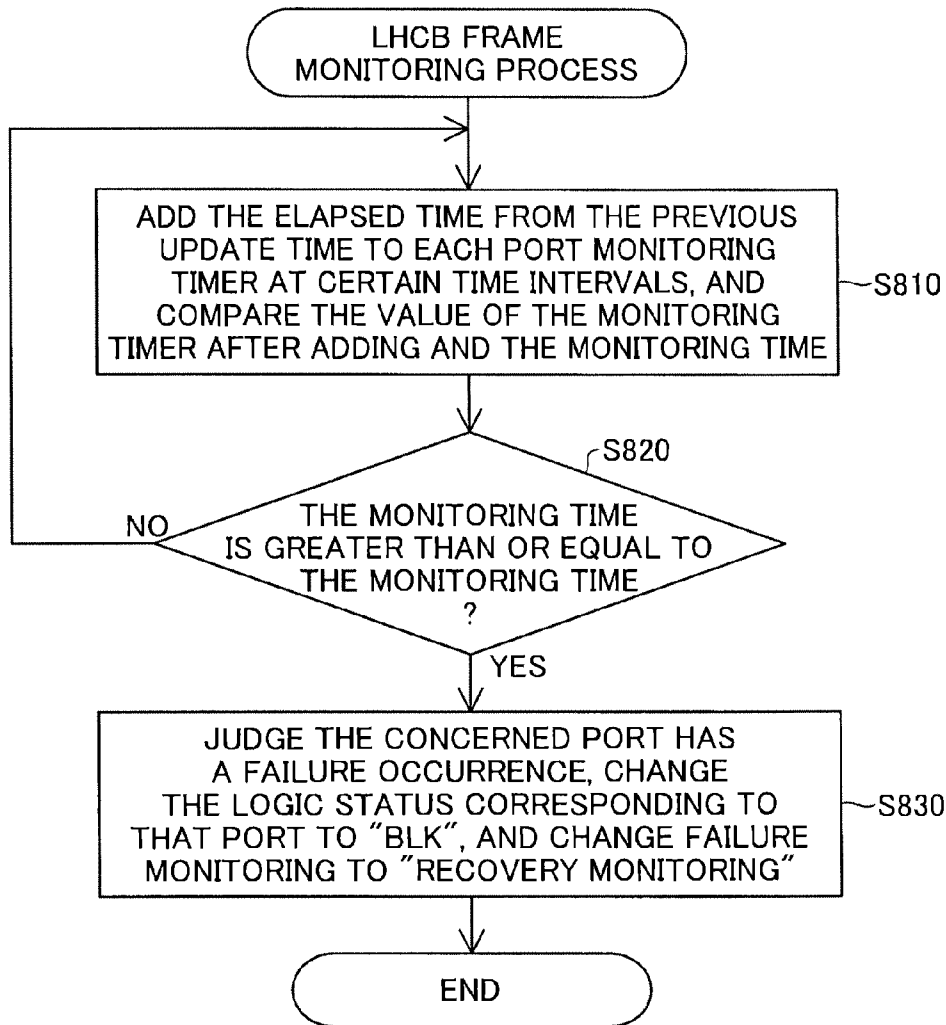 LHCB FRAME
MONITORING PROCESS
ADD THE ELAPSED TIME FROM THE PREVIOUS
UPDATE TIME TO EACH PORT MONITORING
TIMER AT CERTAIN TIME INTERVALS, AND
COMPARE THE VALUE OF THE MONITORING
TIMER AFTER ADDING AND THE MONITORING TIME
S810
S820
NO
THE MONITORING TIME
IS GREATER THAN OR EQUAL TO
THE MONITORING TIME
?
YES
JUDGE THE CONCERNED PORT HAS
A FAILURE OCCURRENCE, CHANGE
THE LOGIC STATUS CORRESPONDING TO
THAT PORT TO "BLK", AND CHANGE FAILURE
MONITORING TO "RECOVERY MONITORING"
S830
END